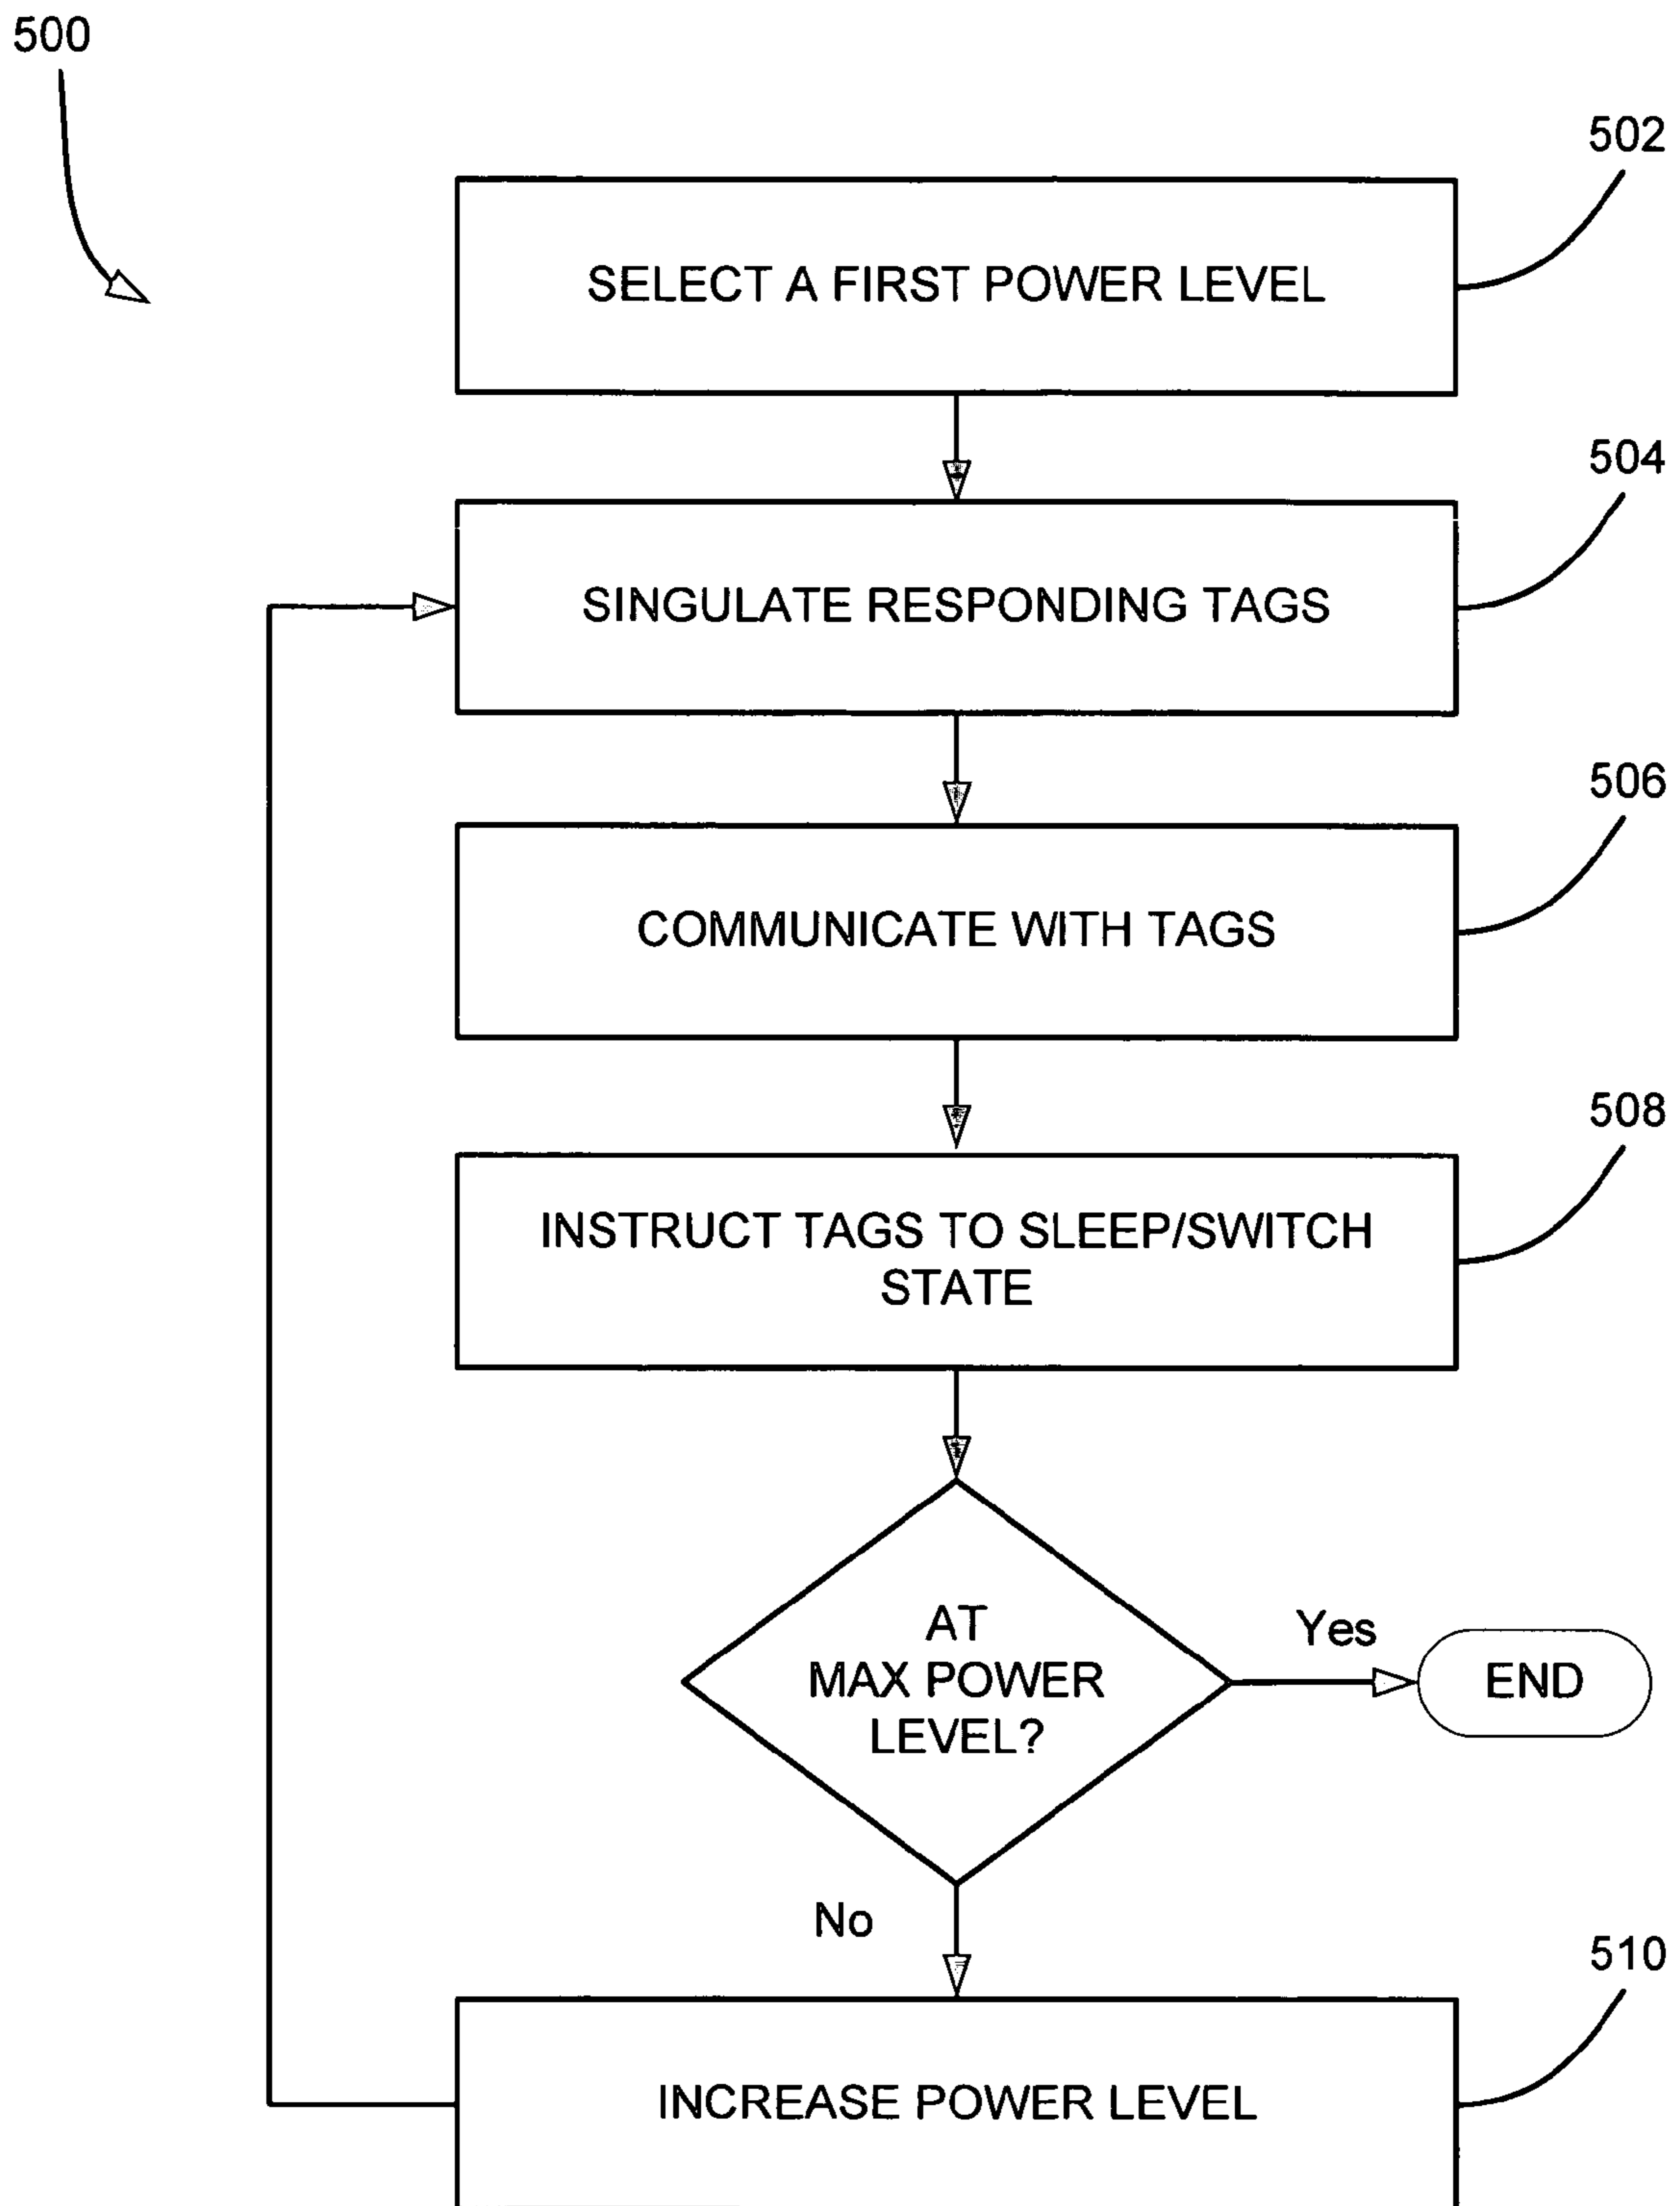 500
502
SELECT A FIRST POWER LEVEL
504
SINGULATE RESPONDING TAGS
506
COMMUNICATE WITH TAGS
508
INSTRUCT TAGS TO SLEEP/SWITCH
STATE
AT
MAX POWER
LEVEL?
Yes
END
No
510
INCREASE POWER LEVEL